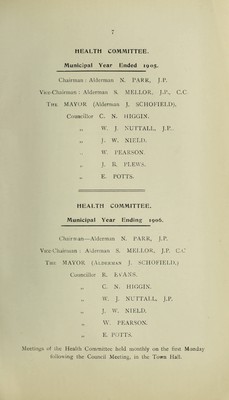 7
HEALTH COMMITTEE.
Municipal Year Ended 1905.
Chairman : Alderman N. PARR, J.P.
Vice-Chairman : Alderman S. MELLOR, J.P., C.C
THE MAYOR (Alderman J. SCHOFIELD),
Councillor C. N. HIGGIN.
„ W. J. NUTTALL, J.P.
„ J. W. NIELD.
„ W. PEARSON.
„ J. R. PLEWS.
„ E. POTTS.
HEALTH COMMITTEE.
Municipal Year Ending 1906.
Chairman—Alderman N. PARR, J.P.
Vice-Chairman : Alderman S. MELLOR, J.P. C.C
THE MAYOR (ALDERMAN J. SCHOFIELD.)
Councillor R. EVANS.
„ C. N. HIGGIN.
„ W. J. NUTTALL, J.P.
„ J. W. NIELD.
„ W. PEARSON.
„ E. POTTS.
Meetings of the Health Committee held monthly on the first Monday
following the Council Meeting, in the Town Hall.